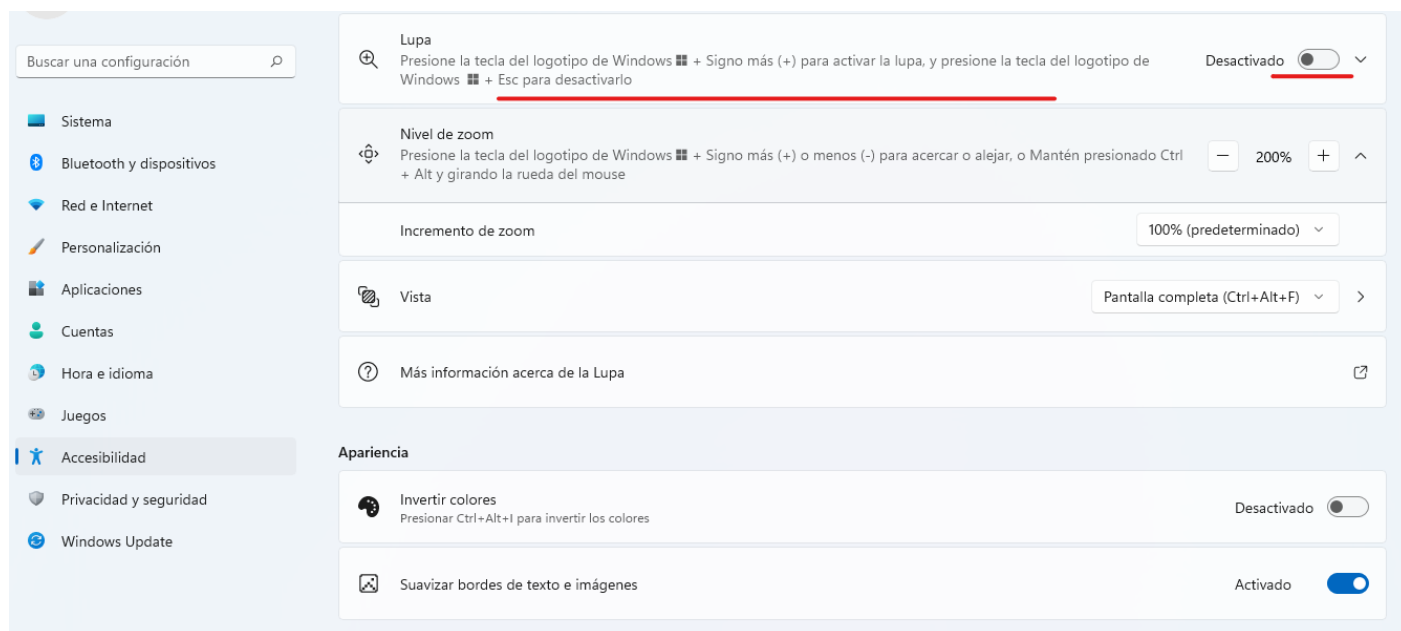 Buscar una configuración
Sistema
Bluetooth y dispositivos
Red e Internet
Personalización
Aplicaciones
Cuentas
Hora e idioma
Juegos
Accesibilidad
Privacidad y seguridad
Windows Update
Lupa
Presione la tecla del logotipo de Windows + Signo más (+) para activar la lupa, y presione la tecla del logotipo de
Windows + Esc para desactivarlo
Desactivado
Nivel de zoom
Presione la tecla del logotipo de Windows + Signo más (+) o menos (-) para acercar o alejar, o Mantén presionado Ctrl
+ Alt y girando la rueda del mouse
200%
Incremento de zoom
100% (predeterminado)
Vista
Pantalla completa (Ctrl+Alt+F)
Más información acerca de la Lupa
Apariencia
Invertir colores
Presionar Ctrl+Alt+I para invertir los colores
Desactivado
Suavizar bordes de texto e imágenes
Activado